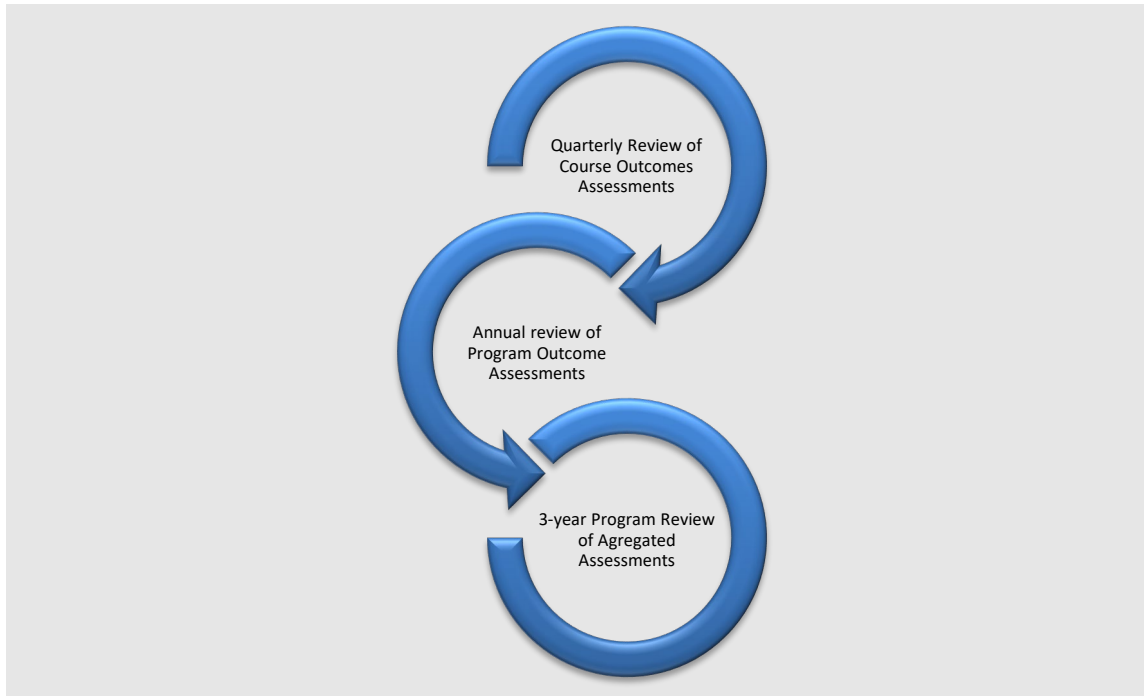 Quarterly Review of
Course Outcomes
Assessments
Annual review of
Program Outcome
Assessments
3-year Program Review
of Agregated
Assessments